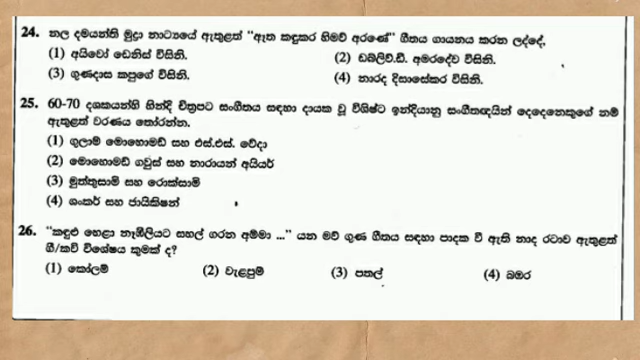 24. නල දමයන්ති මුද්‍රා නාට්‍යයේ ඇතුළත් "ඈත කඳුකර හිමව් අරණේ" ගීතය ගායනය කරන ලද්දේ,
(1) අයිවෝ ඩෙනිස් විසිනි. (2) ඩබ්ලිව්.ඩී. අමරදේව විසිනි.
(3) ගුණදාස කපුගේ විසිනි. (4) නාරද දිසාසේකර විසිනි.
25. 60-70 දශකයන්හි හින්දි චිත්‍රපට සංගීතය සඳහා දායක වූ විශිෂ්ට ඉන්දියානු සංගීතඥයින් දෙදෙනෙකුගේ නම්
ඇතුළත් වරණය තෝරන්න.
(1) ගුලාම් මොහොමඩ් සහ එස්.එස්. වේදා
(2) මොහොමඩ් ගවුස් සහ නාරායන් අයියර්
(3) මුත්තුසාමි සහ රොක්සාමි
(4) ශංකර් සහ ජායිකිෂන්
26. "කඳුළු හෙළා නැඹිලියට සහල් ගරන අම්මා ..." යන මව් ගුණ ගීතය සඳහා පාදක වී ඇති නාද රටාව ඇතුළත්
ගී/කවි විශේෂය කුමක් ද?
(1) කෝලම් (2) වැළපුම් (3) පතල් (4) බඹර